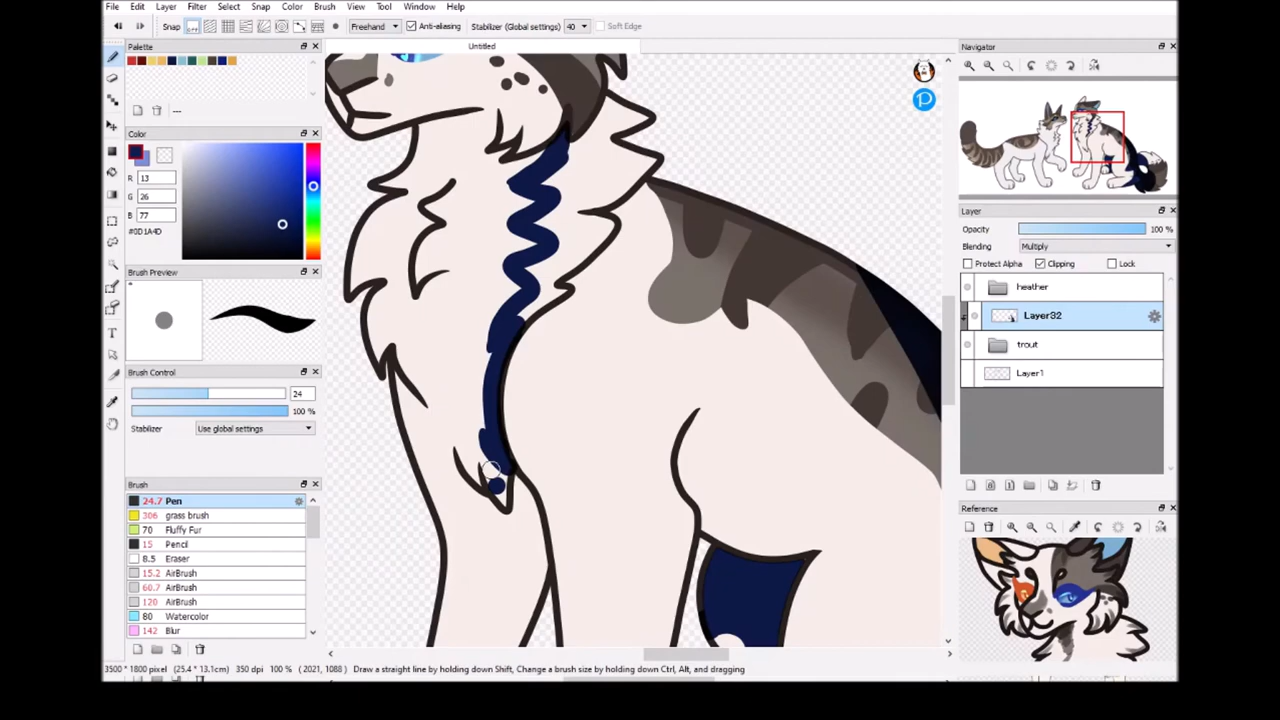 File Edit Layer Filter Select Snap Color Brush View Tool Window Help
Snap Freehand Anti-aliasing Stabilizer (Global settings) 40 Soft Edge
Palette
---
Color
R 13
G 26
B 77
#0D1A4D
Brush Preview
Brush Control
24
100 %
Stabilizer Use global settings
Brush
24.7 Pen
306 grass brush
70 Fluffy Fur
15 Pencil
8.5 Eraser
15.2 AirBrush
60.7 AirBrush
120 AirBrush
80 Watercolor
142 Blur
Untitled
Navigator
Layer
Opacity 100 %
Blending Multiply
Protect Alpha Clipping Lock
heather
Layer32
trout
Layer1
Reference
3500 * 1800 pixel (25.4 * 13.1cm) 350 dpi 100 % ( 2021, 1088 ) Draw a straight line by holding down Shift, Change a brush size by holding down Ctrl, Alt, and dragging